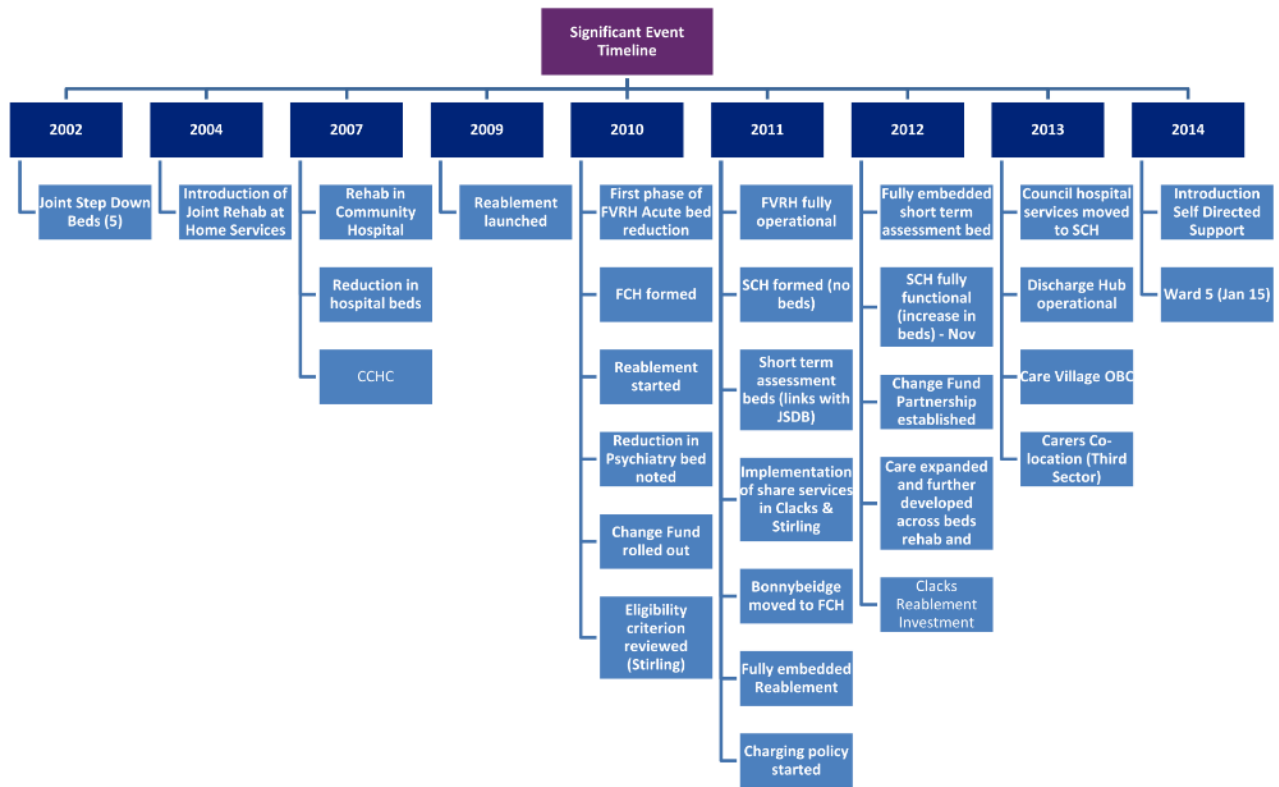 Significant Event
Timeline
2002
Joint Step Down
Beds (5)
2004
Introduction of
Joint Rehab at
Home Services
2007
Rehab in
Community
Hospital
Reduction in
hospital beds
CCHC
2009
Reablement
launched
2010
First phase of
FVRH Acute bed
reduction
FCH formed
Reablement
started
Reduction in
Psychiatry bed
noted
Change Fund
rolled out
Eligibility
criterion
reviewed
(Stirling)
2011
FVRH fully
operational
SCH formed (no
beds)
Short term
assessment
beds (links with
JSDB)
Implementation
of share services
in Clacks &
Stirling
Bonnybeidge
moved to FCH
Fully embedded
Reablement
Charging policy
started
2012
Fully embedded
short term
assessment bed
SCH fully
functional
(increase in
beds) - Nov
Change Fund
Partnership
established
Care expanded
and further
developed
across beds
rehab and
Clacks
Reablement
Investment
2013
Council hospital
services moved
to SCH
Discharge Hub
operational
Care Village OBC
Carers Co-
location (Third
Sector)
2014
Introduction
Self Directed
Support
Ward 5 (Jan 15)